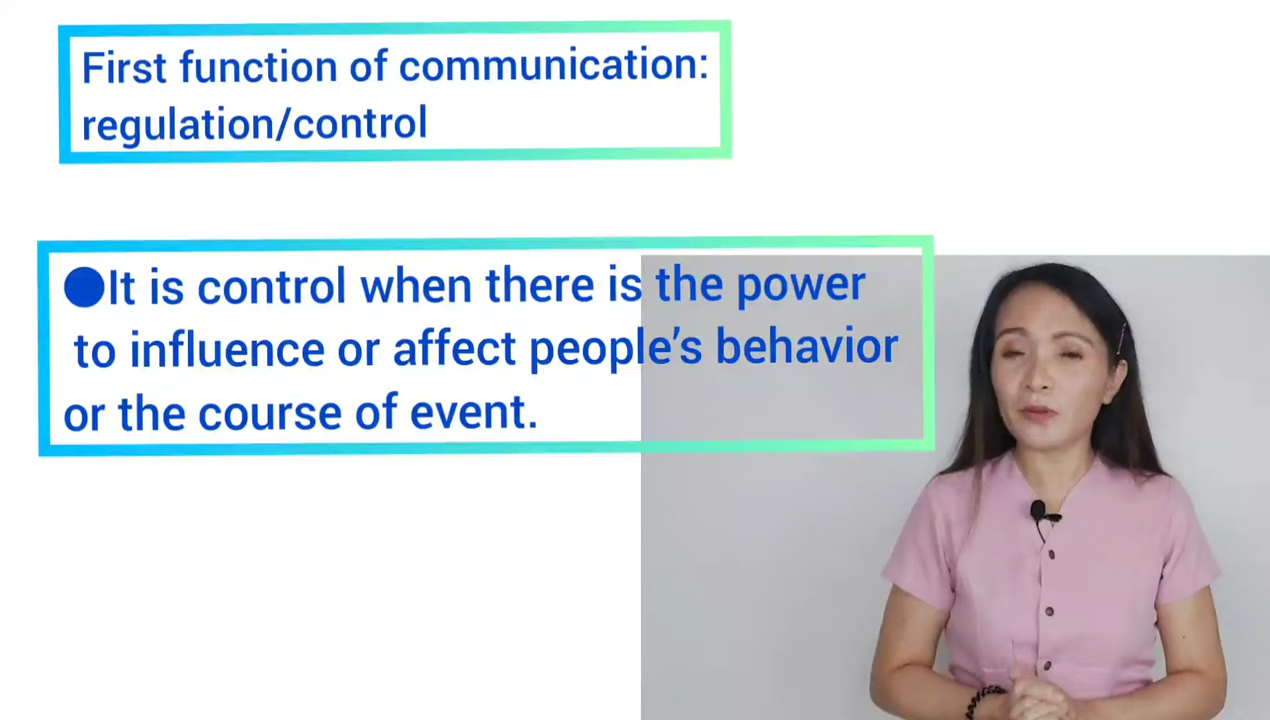 First function of communication:
regulation/control
●It is control when there is the power
to influence or affect people's behavior
or the course of event.